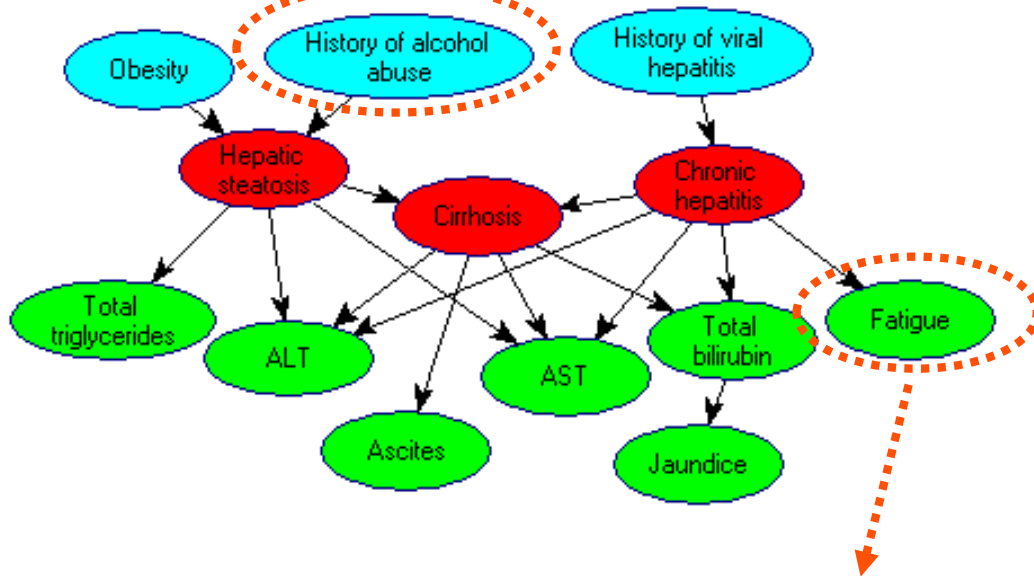 Obesity
History of alcohol
abuse
History of viral
hepatitis
Hepatic
steatosis
Cirrhosis
Chronic
hepatitis
Total
triglycerides
ALT
AST
Total
bilirubin
Fatigue
Ascites
Jaundice